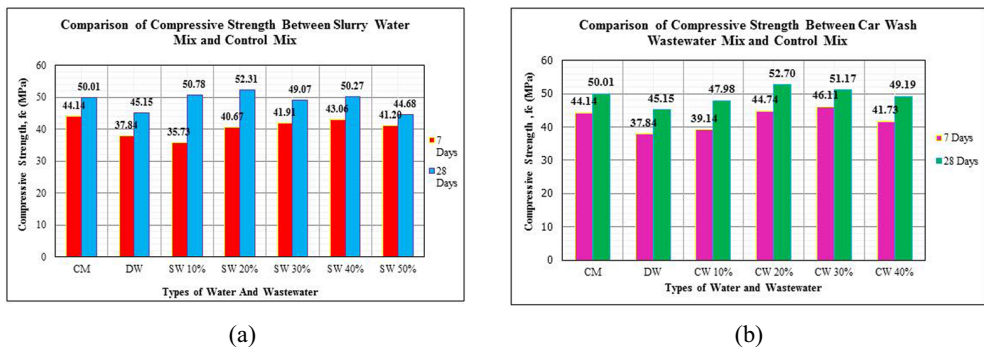 Comparison of Compressive Strength Between Slurry Water
Mix and Control Mix
Compressive Strength, fc (MPa)
60
50
40
30
20
10
0
44.14
50.01
37.84
45.15
35.73
50.78
40.67
52.31
41.91
49.07
43.06
50.27
41.20
44.68
CM
DW
SW 10%
SW 20%
SW 30%
SW 40%
SW 50%
Types of Water And Wastewater
7
Days
28
Days
(a)
Comparison of Compressive Strength Between Car Wash
Wastewater Mix and Control Mix
Compressive Strength , fc (MPa)
60
50
40
30
20
10
0
44.14
50.01
37.84
45.15
39.14
47.98
44.74
52.70
46.11
51.17
41.73
49.19
CM
DW
CW 10%
CW 20%
CW 30%
CW 40%
Types of Water and Wastewater
7 Days
28 Days
(b)